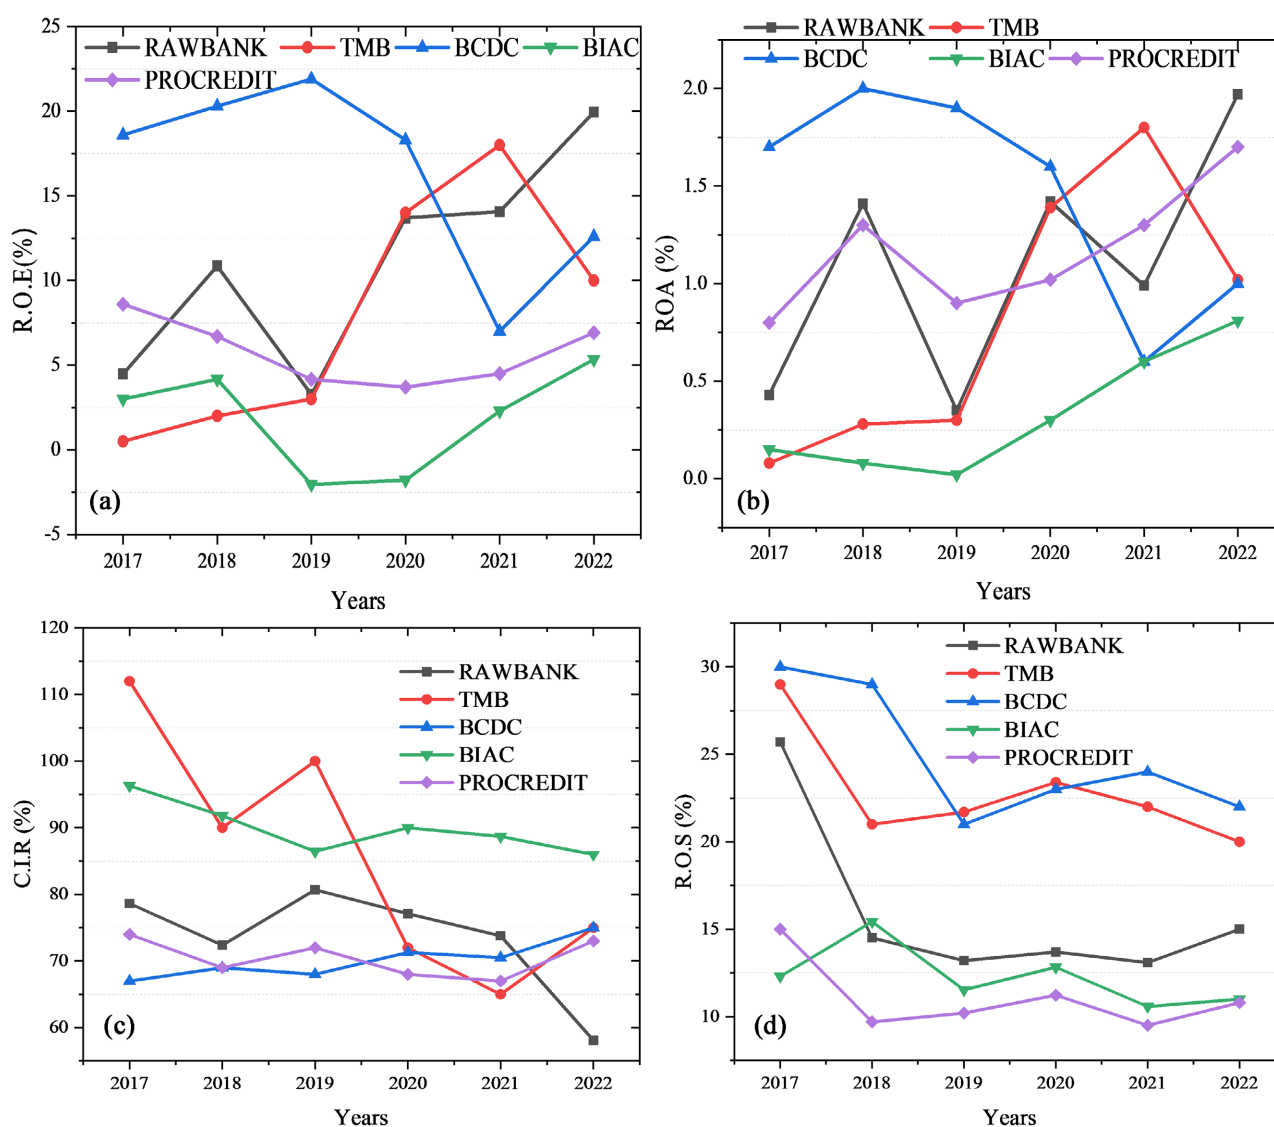 RAWBANK TMB BCDC BIAC
PROCREDIT
25
20
15
10
5
0
-5
R.O.E(%)
(a)
2017 2018 2019 2020 2021 2022
Years
RAWBANK TMB
BCDC BIAC PROCREDIT
2.0
1.5
1.0
0.5
0.0
ROA (%)
(b)
2017 2018 2019 2020 2021 2022
Years
120
110
100
90
80
70
60
C.I.R (%)
RAWBANK
TMB
BCDC
BIAC
PROCREDIT
(c)
2017 2018 2019 2020 2021 2022
Years
30
25
20
15
10
R.O.S (%)
RAWBANK
TMB
BCDC
BIAC
PROCREDIT
(d)
2017 2018 2019 2020 2021 2022
Years